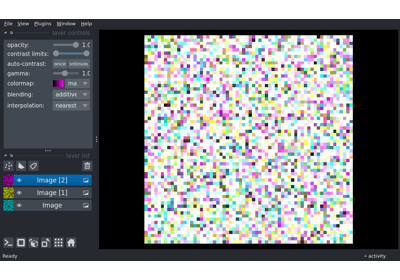 File View Plugins Window Help
layer controls
opacity: 1.0
contrast limits:
auto-contrast: once
gamma: 1.0
colormap: ma
blending: additive
interpolation: nearest
layer list
Image [2]
Image [1]
Image
Ready
activity